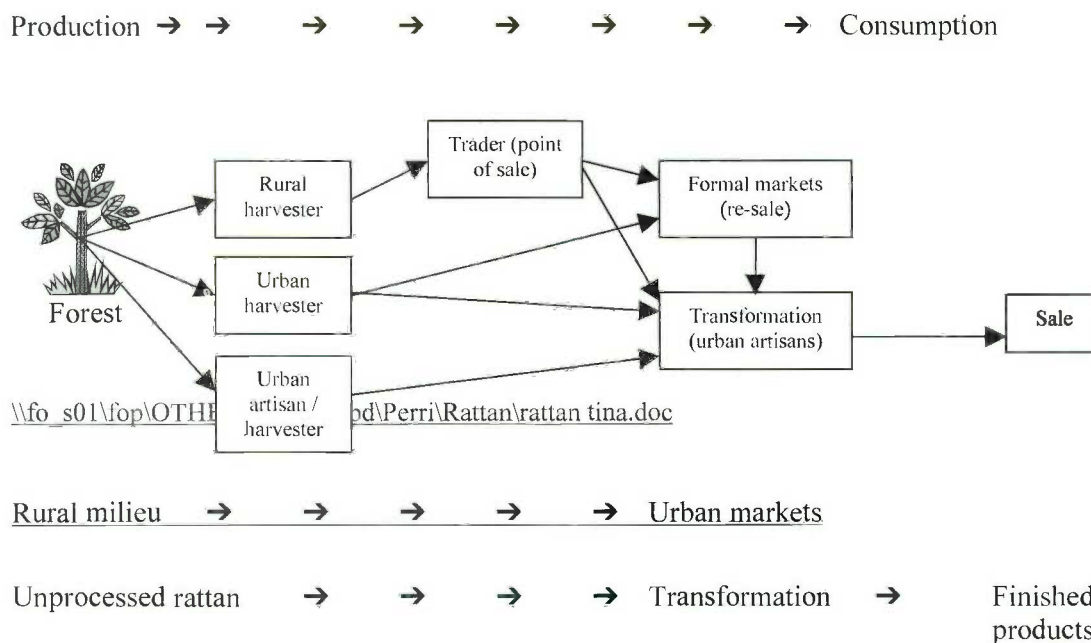 Production → → → → → → → → Consumption
Trader (point
of sale)
Rural
harvester
Formal markets
(re-sale)
Urban
harvester
Forest
Transformation
(urban artisans)
Sale
Urban
artisan /
harvester
\\fo_s01\fop\OTHE bd\Perri\Rattan\rattan tina.doc
Rural milieu → → → → → Urban markets
Unprocessed rattan → → → → Transformation → Finished
products